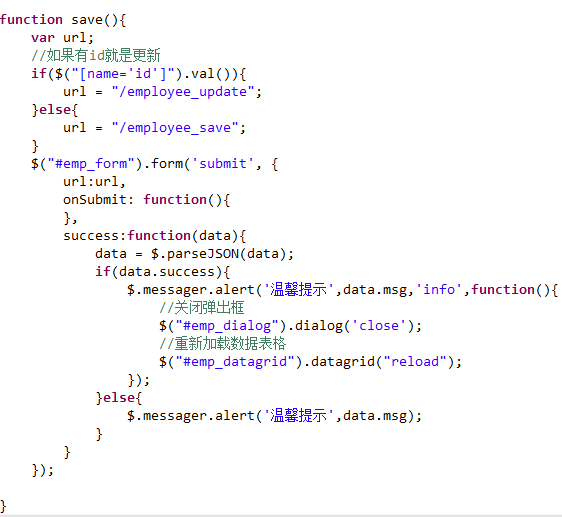 function save(){
    var url;
    //如果有id就是更新
    if($("[name='id']").val()){
        url = "/employee_update";
    }else{
        url = "/employee_save";
    }
    $("#emp_form").form('submit', {
        url:url,
        onSubmit: function(){
        },
        success:function(data){
            data = $.parseJSON(data);
            if(data.success){
                $.messager.alert('温馨提示',data.msg,'info',function(){
                    //关闭弹出框
                    $("#emp_dialog").dialog('close');
                    //重新加载数据表格
                    $("#emp_datagrid").datagrid("reload");
                });
            }else{
                $.messager.alert('温馨提示',data.msg);
            }
        }
    });

}